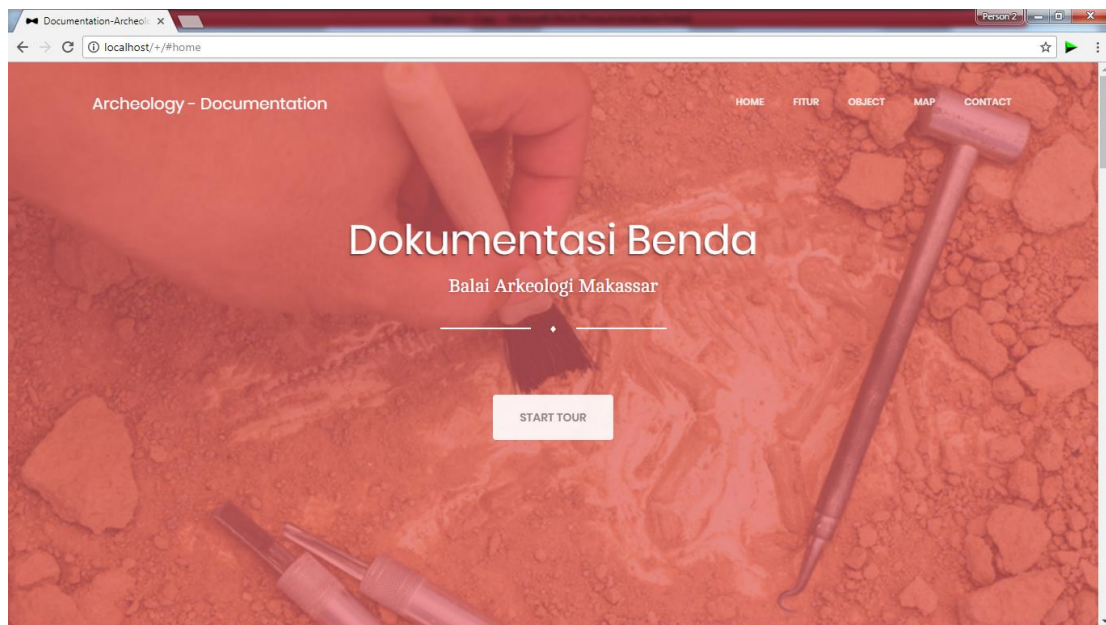 Documentation-Archeolo
Person 2
localhost/+/#home
Archeology - Documentation
HOME FITUR OBJECT MAP CONTACT
Dokumentasi Benda
Balai Arkeologi Makassar
START TOUR